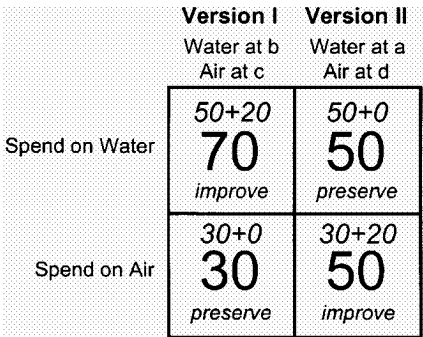 Version I Version II
Water at b Water at a
Air at c Air at d
50+20 50+0
Spend on Water 70 50
improve preserve
30+0 30+20
Spend on Air 30 50
preserve improve